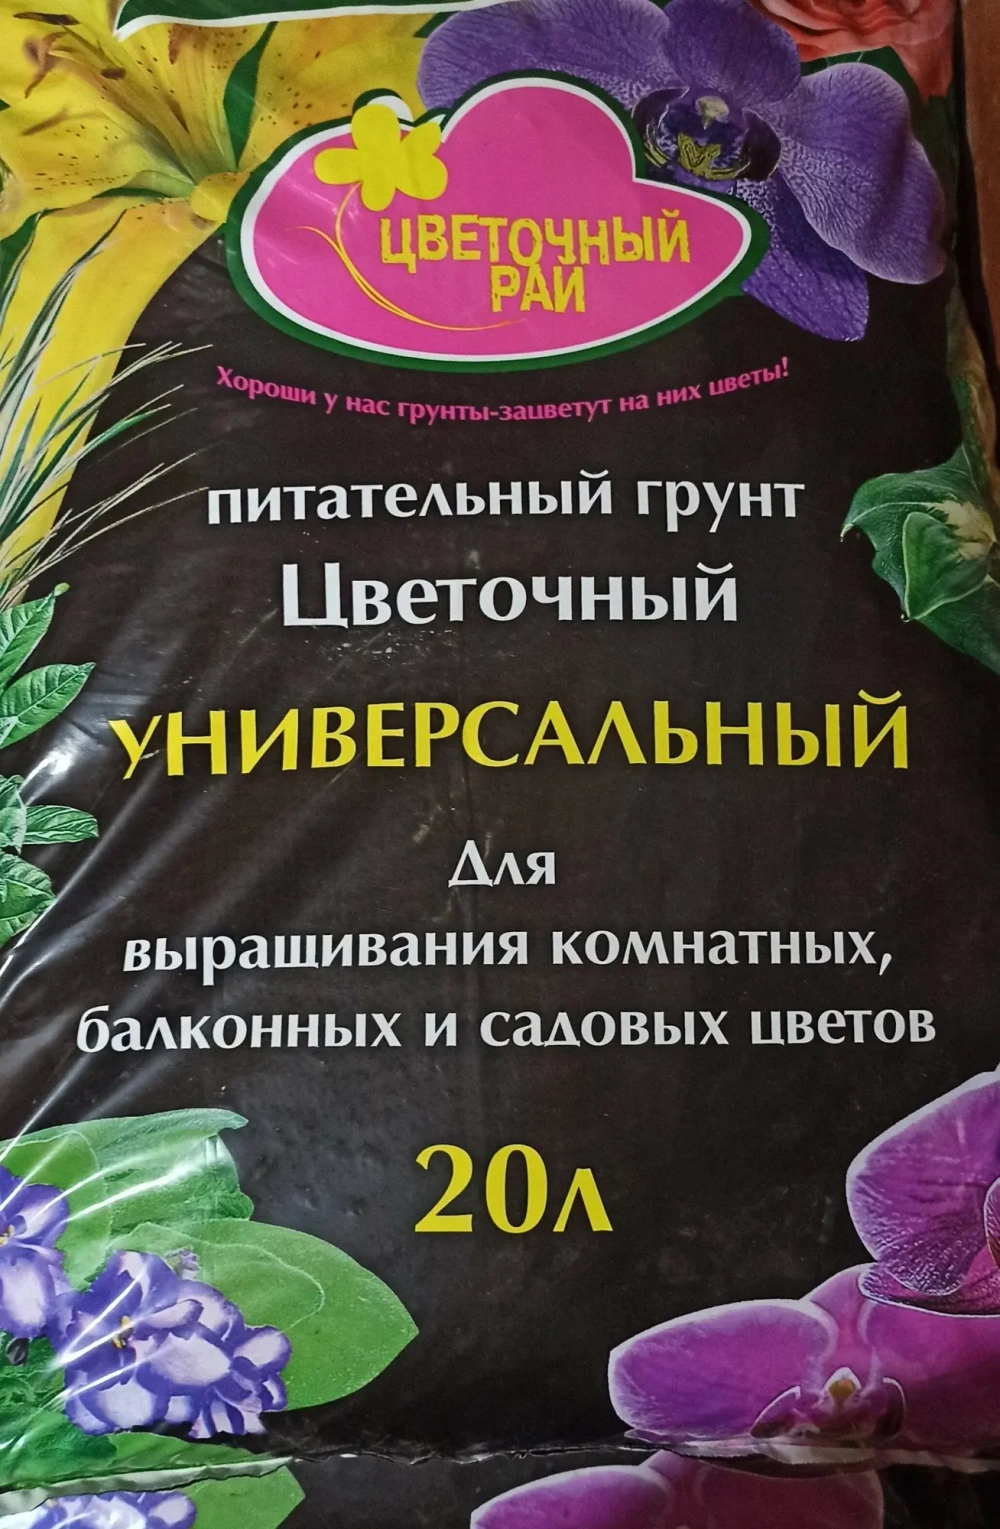 ЦВЕТОЧНЫЙ
РАЙ
Хороши у нас грунты-зацветут на них цветы!
питательный грунт
Цветочный
УНИВЕРСАЛЬНЫЙ
Для
выращивания комнатных,
балконных и садовых цветов
20л